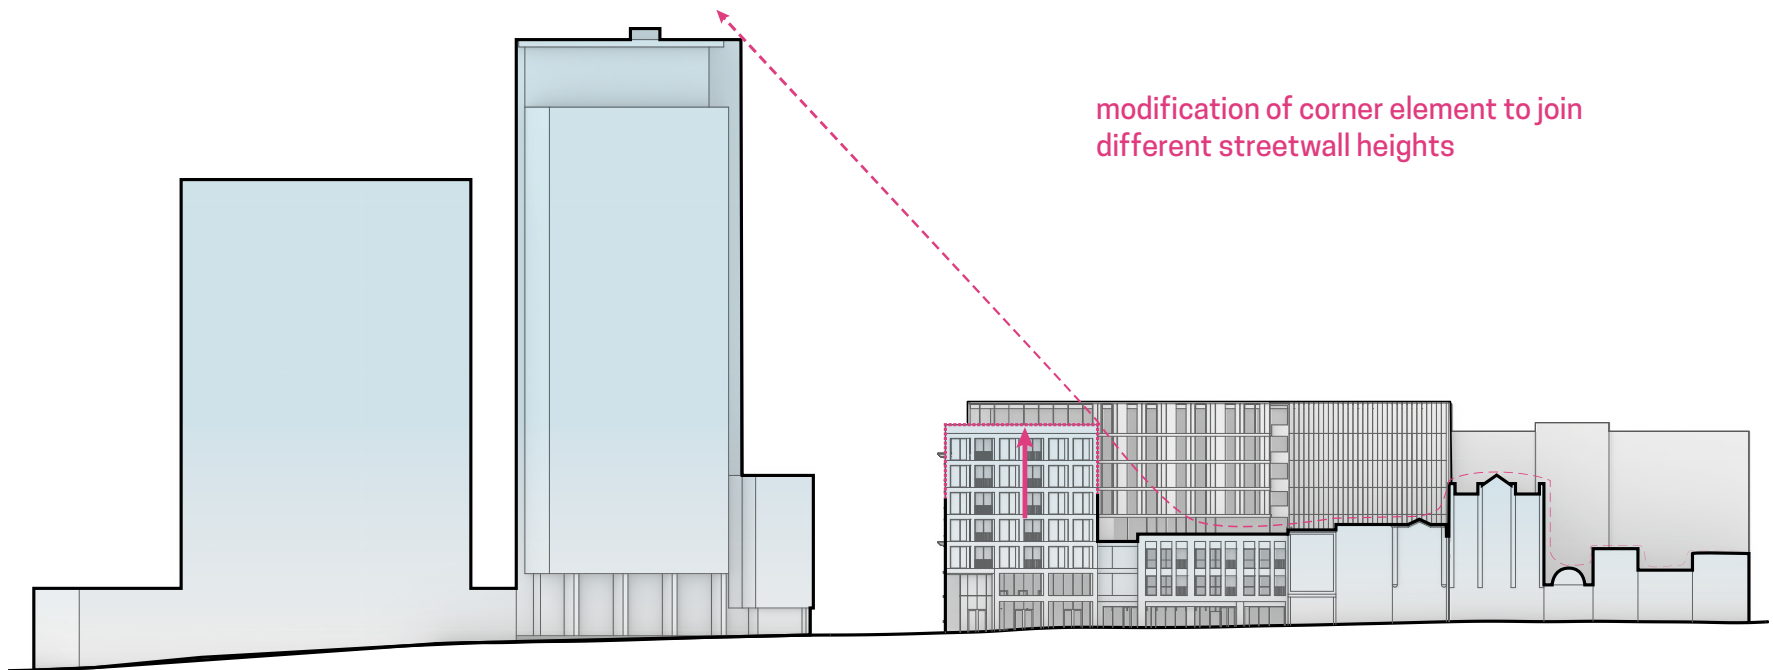 modification of corner element to join
different streetwall heights